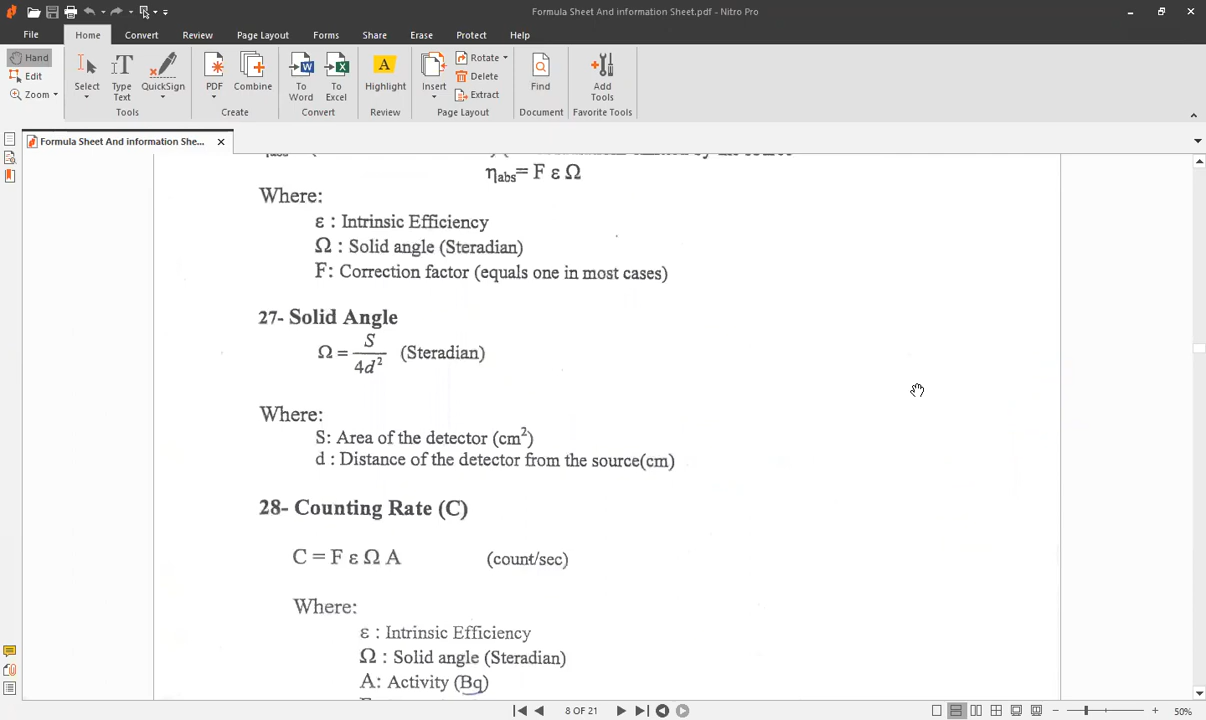 Formula Sheet And information Sheet.pdf - Nitro Pro
File Home Convert Review Page Layout Forms Share Erase Protect Help
Hand
Edit
Zoom
Select
Type Text
QuickSign
Tools
PDF
Combine
Create
To Word
To Excel
Convert
Highlight
Review
Insert
Rotate
Delete
Extract
Page Layout
Find
Document
Add Tools
Favorite Tools
Formula Sheet And information She...
ηabs= F ε Ω
Where:
ε : Intrinsic Efficiency
Ω : Solid angle (Steradian)
F: Correction factor (equals one in most cases)
27- Solid Angle
Ω = S / 4d² (Steradian)
Where:
S: Area of the detector (cm²)
d : Distance of the detector from the source(cm)
28- Counting Rate (C)
C = F ε Ω A (count/sec)
Where:
ε : Intrinsic Efficiency
Ω : Solid angle (Steradian)
A: Activity (Bq)
8 OF 21
50%